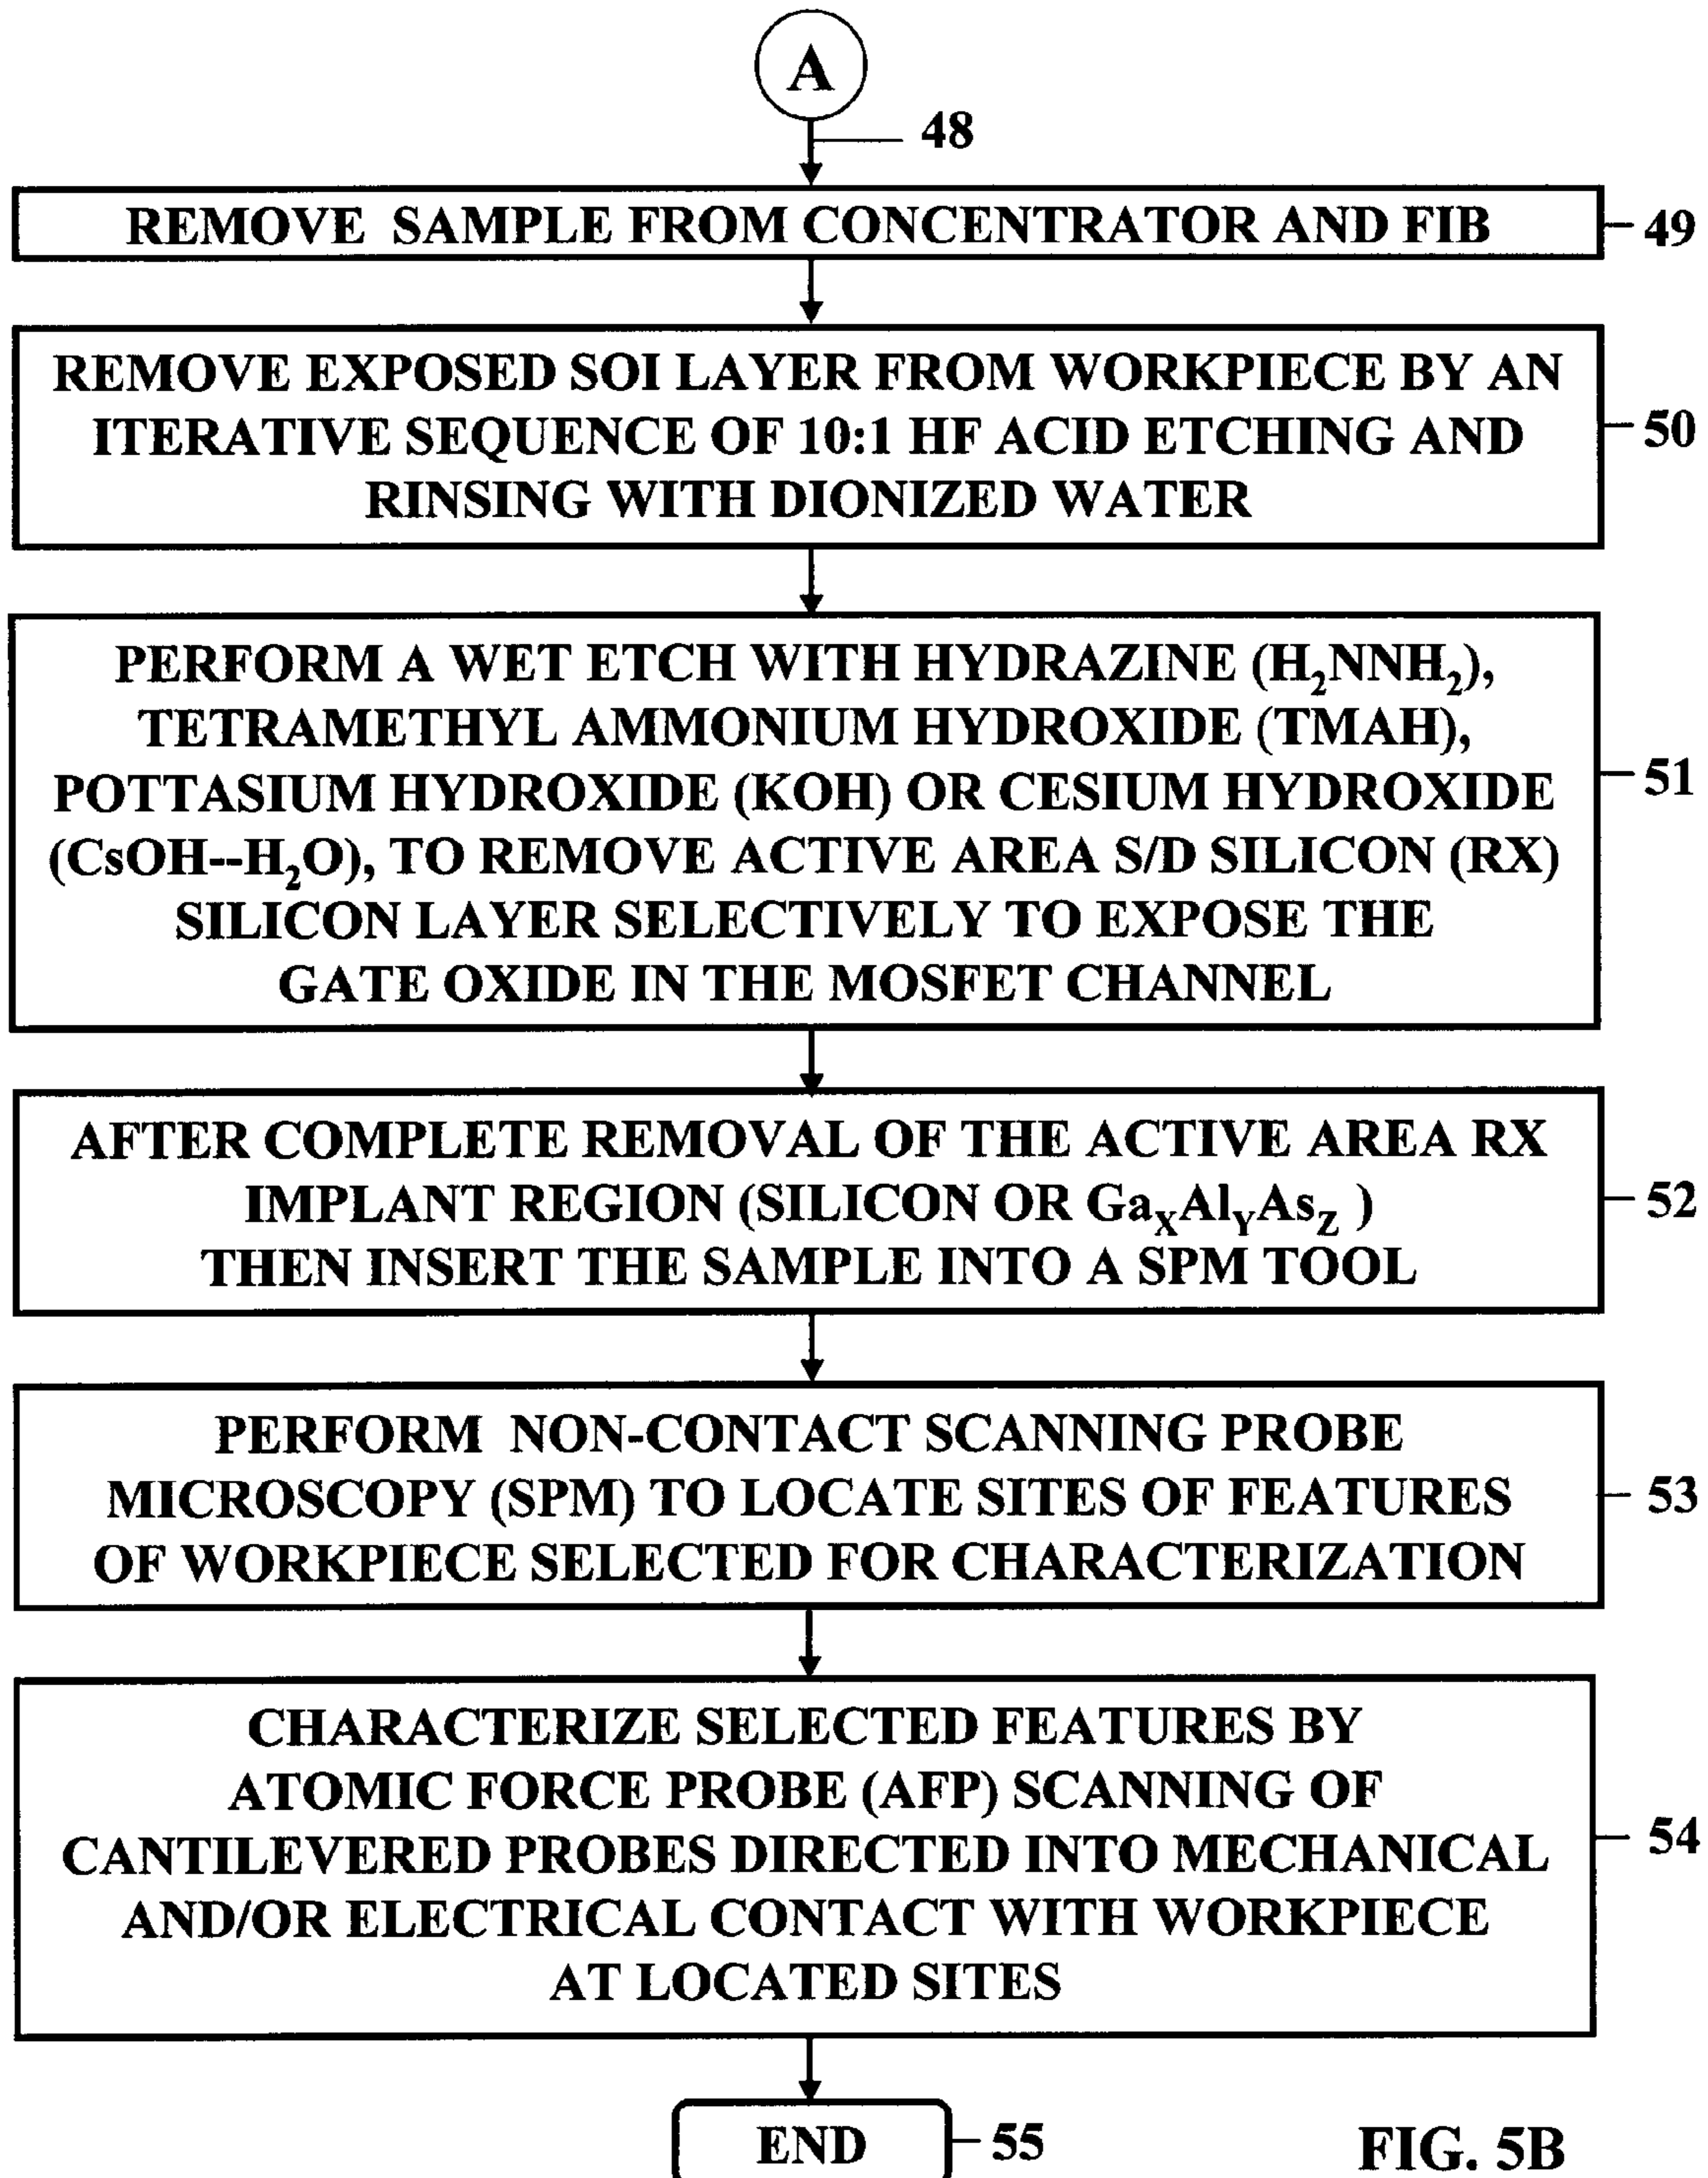 A
48
REMOVE SAMPLE FROM CONCENTRATOR AND FIB
49
REMOVE EXPOSED SOI LAYER FROM WORKPIECE BY AN
ITERATIVE SEQUENCE OF 10:1 HF ACID ETCHING AND
RINSING WITH DIONIZED WATER
50
PERFORM A WET ETCH WITH HYDRAZINE (H₂NNH₂),
TETRAMETHYL AMMONIUM HYDROXIDE (TMAH),
POTTASIUM HYDROXIDE (KOH) OR CESIUM HYDROXIDE
(CsOH--H₂O), TO REMOVE ACTIVE AREA S/D SILICON (RX)
SILICON LAYER SELECTIVELY TO EXPOSE THE
GATE OXIDE IN THE MOSFET CHANNEL
51
AFTER COMPLETE REMOVAL OF THE ACTIVE AREA RX
IMPLANT REGION (SILICON OR GaXAlYAsZ )
THEN INSERT THE SAMPLE INTO A SPM TOOL
52
PERFORM NON-CONTACT SCANNING PROBE
MICROSCOPY (SPM) TO LOCATE SITES OF FEATURES
OF WORKPIECE SELECTED FOR CHARACTERIZATION
53
CHARACTERIZE SELECTED FEATURES BY
ATOMIC FORCE PROBE (AFP) SCANNING OF
CANTILEVERED PROBES DIRECTED INTO MECHANICAL
AND/OR ELECTRICAL CONTACT WITH WORKPIECE
AT LOCATED SITES
54
END
55
FIG. 5B